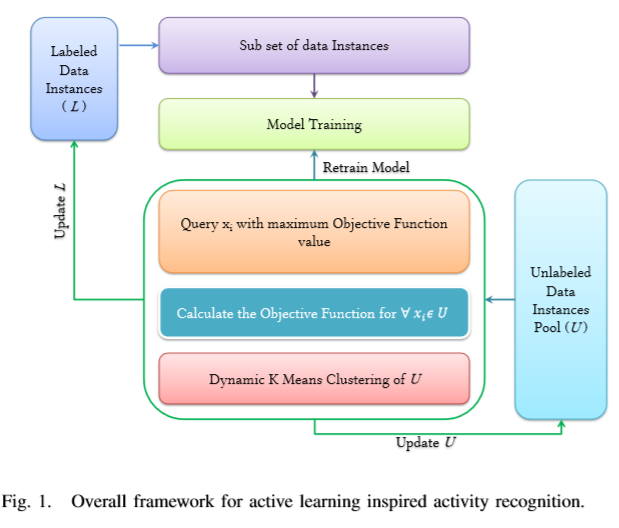 Labeled
Data
Instances
(L)
Sub set of data Instances
Model Training
Retrain Model
Update L
Query xi with maximum Objective Function
value
Calculate the Objective Function for ∀ xi ϵ U
Dynamic K Means Clustering of U
Unlabeled
Data
Instances
Pool (U)
Update U
Fig. 1. Overall framework for active learning inspired activity recognition.